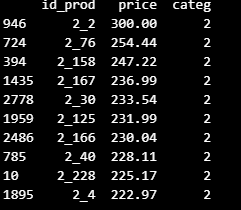 id_prod price categ
946 2_2 300.00 2
724 2_76 254.44 2
394 2_158 247.22 2
1435 2_167 236.99 2
2778 2_30 233.54 2
1959 2_125 231.99 2
2486 2_166 230.04 2
785 2_40 228.11 2
10 2_228 225.17 2
1895 2_4 222.97 2